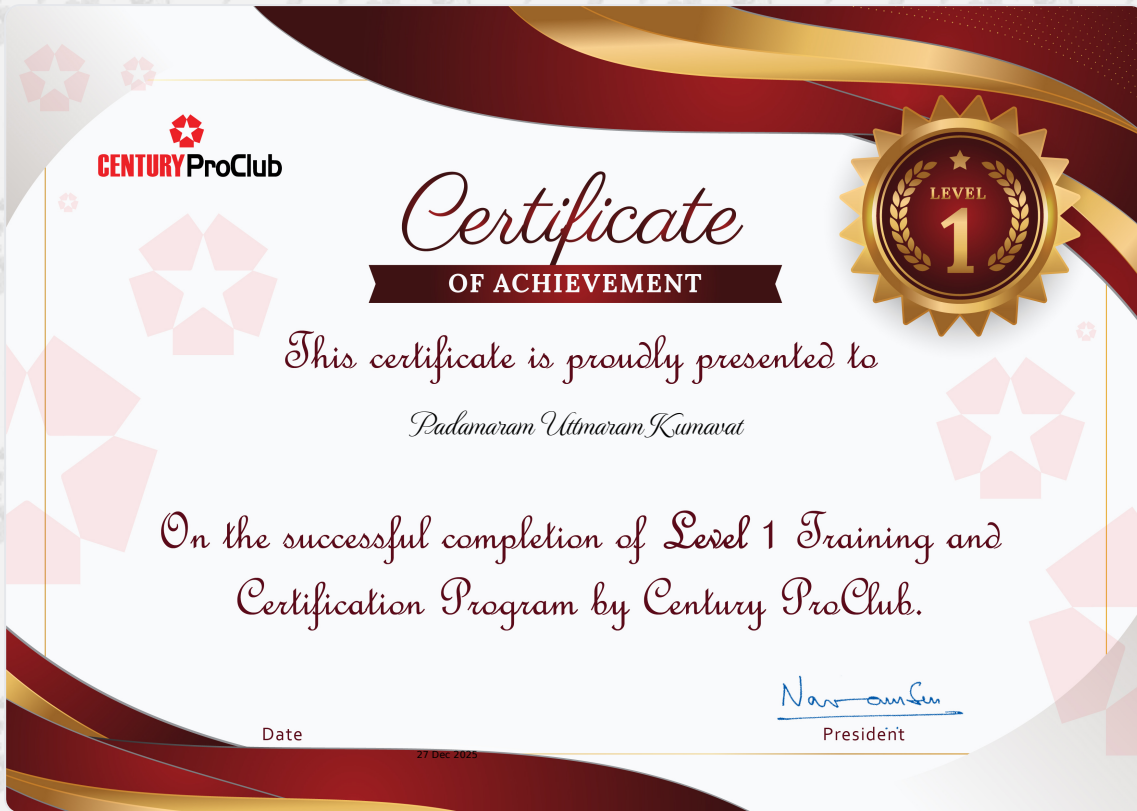 CENTURY ProClub
LEVEL
1
Certificate
OF ACHIEVEMENT
This certificate is proudly presented to
Padamaram Uttmaram Kumavat
On the successful completion of Level 1 Training and
Certification Program by Century ProClub.
Date
President
27 Dec 2025